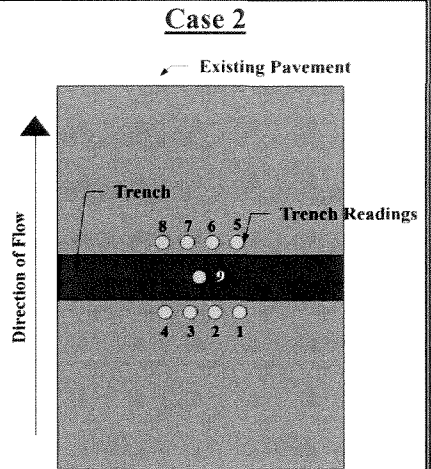 Case 2
Existing Pavement
Direction of Flow
Trench
8 7 6 5
Trench Readings
9
4 3 2 1